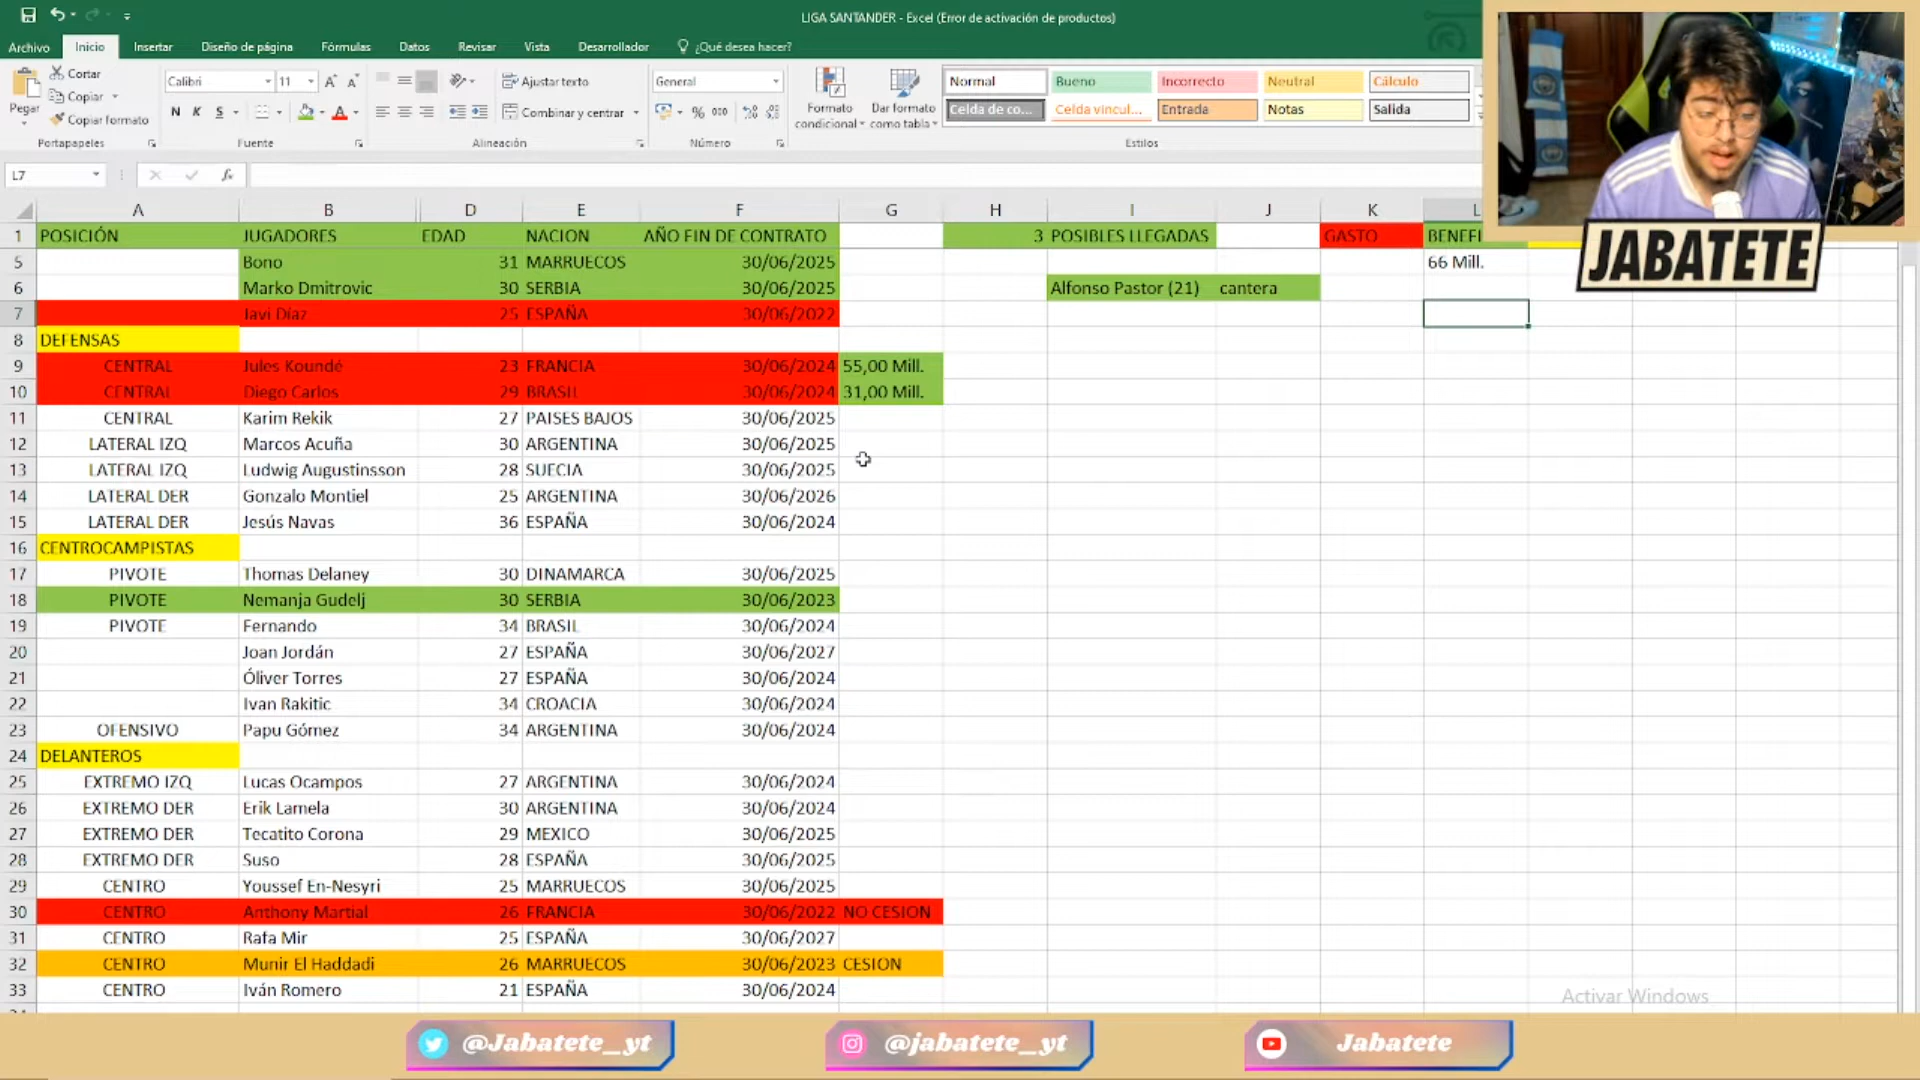 LIGA SANTANDER - Excel (Error de activación de productos)
Archivo Inicio Insertar Diseño de página Fórmulas Datos Revisar Vista Desarrollador ¿Qué desea hacer?
Pegar Cortar
Copiar
Copiar formato
Portapapeles
Calibri 11
N K S
Fuente
Ajustar texto
Combinar y centrar
Alineación
General
% 000
Número
Formato condicional
Dar formato como tabla
Normal Bueno Incorrecto Neutral Cálculo
Celda de co... Celda vincul... Entrada Notas Salida
Estilos
L7 fx
A B D E F G H I J K L
1 POSICIÓN JUGADORES EDAD NACION AÑO FIN DE CONTRATO 3 POSIBLES LLEGADAS GASTO BENEFI
5 Bono 31 MARRUECOS 30/06/2025 66 Mill.
6 Marko Dmitrovic 30 SERBIA 30/06/2025 Alfonso Pastor (21) cantera
7 Javi Díaz 25 ESPAÑA 30/06/2022
8 DEFENSAS
9 CENTRAL Jules Koundé 23 FRANCIA 30/06/2024 55,00 Mill.
10 CENTRAL Diego Carlos 29 BRASIL 30/06/2024 31,00 Mill.
11 CENTRAL Karim Rekik 27 PAISES BAJOS 30/06/2025
12 LATERAL IZQ Marcos Acuña 30 ARGENTINA 30/06/2025
13 LATERAL IZQ Ludwig Augustinsson 28 SUECIA 30/06/2025
14 LATERAL DER Gonzalo Montiel 25 ARGENTINA 30/06/2026
15 LATERAL DER Jesús Navas 36 ESPAÑA 30/06/2024
16 CENTROCAMPISTAS
17 PIVOTE Thomas Delaney 30 DINAMARCA 30/06/2025
18 PIVOTE Nemanja Gudelj 30 SERBIA 30/06/2023
19 PIVOTE Fernando 34 BRASIL 30/06/2024
20 Joan Jordán 27 ESPAÑA 30/06/2027
21 Óliver Torres 27 ESPAÑA 30/06/2024
22 Ivan Rakitic 34 CROACIA 30/06/2024
23 OFENSIVO Papu Gómez 34 ARGENTINA 30/06/2024
24 DELANTEROS
25 EXTREMO IZQ Lucas Ocampos 27 ARGENTINA 30/06/2024
26 EXTREMO DER Erik Lamela 30 ARGENTINA 30/06/2024
27 EXTREMO DER Tecatito Corona 29 MEXICO 30/06/2025
28 EXTREMO DER Suso 28 ESPAÑA 30/06/2025
29 CENTRO Youssef En-Nesyri 25 MARRUECOS 30/06/2025
30 CENTRO Anthony Martial 26 FRANCIA 30/06/2022 NO CESION
31 CENTRO Rafa Mir 25 ESPAÑA 30/06/2027
32 CENTRO Munir El Haddadi 26 MARRUECOS 30/06/2023 CESION
33 CENTRO Iván Romero 21 ESPAÑA 30/06/2024
JABATETE
Activar Windows
@Jabatete_yt @jabatete_yt Jabatete